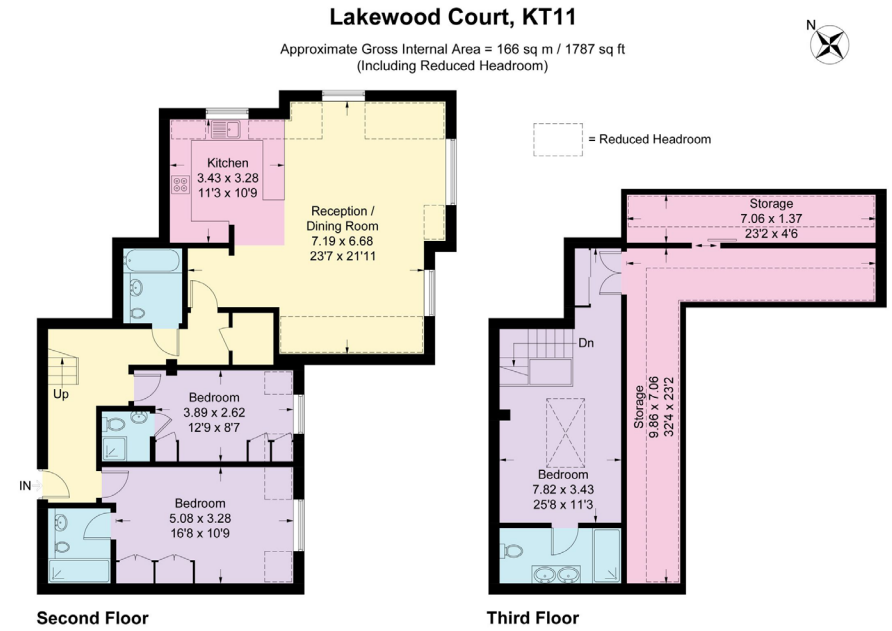 Lakewood Court, KT11
Approximate Gross Internal Area = 166 sq m / 1787 sq ft
(Including Reduced Headroom)
N
= Reduced Headroom
Kitchen
3.43 x 3.28
11'3 x 10'9
Reception /
Dining Room
7.19 x 6.68
23'7 x 21'11
Up
Bedroom
3.89 x 2.62
12'9 x 8'7
IN
Bedroom
5.08 x 3.28
16'8 x 10'9
Second Floor
Storage
7.06 x 1.37
23'2 x 4'6
Dn
Storage
9.86 x 7.06
32'4 x 23'2
Bedroom
7.82 x 3.43
25'8 x 11'3
Third Floor